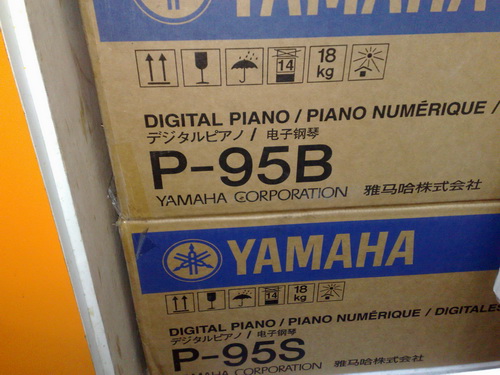 YAMAHA
14
18 kg
DIGITAL PIANO / PIANO NUMÉRIQUE /
デジタルピアノ / 电子钢琴
P-95B
YAMAHA CORPORATION 雅马哈株式会社
YAMAHA
14
18 kg
DIGITAL PIANO / PIANO NUMÉRIQUE / DIGITALES
デジタルピアノ / 电子钢琴
P-95S
YAMAHA CORPORATION 雅马哈株式会社